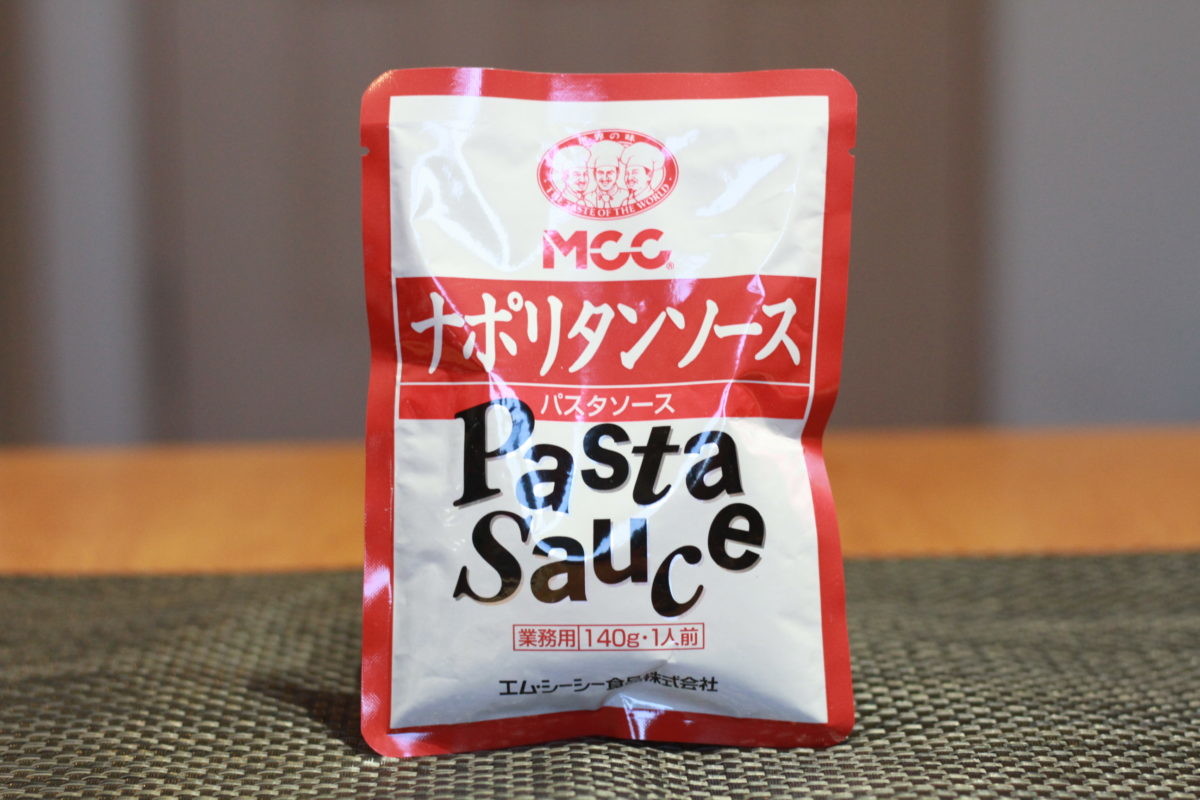 の味
THE TASTE OF THE WORLD
MCC®
ナポリタンソース
パスタソース
Pasta
Sauce
業務用 140g・1人前
エム・シーシー食品株式会社